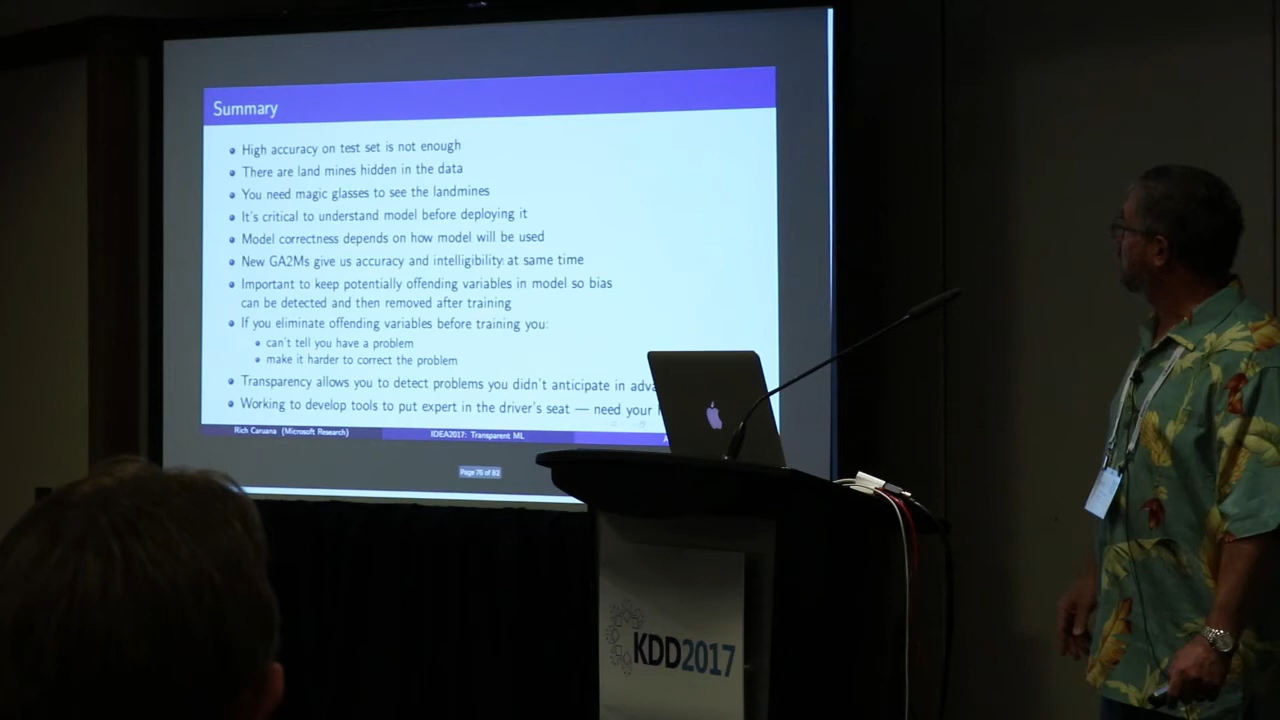 Summary
High accuracy on test set is not enough
There are land mines hidden in the data
You need magic glasses to see the landmines
It's critical to understand model before deploying it
Model correctness depends on how model will be used
New GA2Ms give us accuracy and intelligibility at same time
Important to keep potentially offending variables in model so bias
can be detected and then removed after training
If you eliminate offending variables before training you:
can't tell you have a problem
make it harder to correct the problem
Transparency allows you to detect problems you didn't anticipate in
Working to develop tools to put expert in the driver's seat — need your
Rich Caruana (Microsoft Research) IDEA2017: Transparent ML
Page 76 of 82
KDD2017